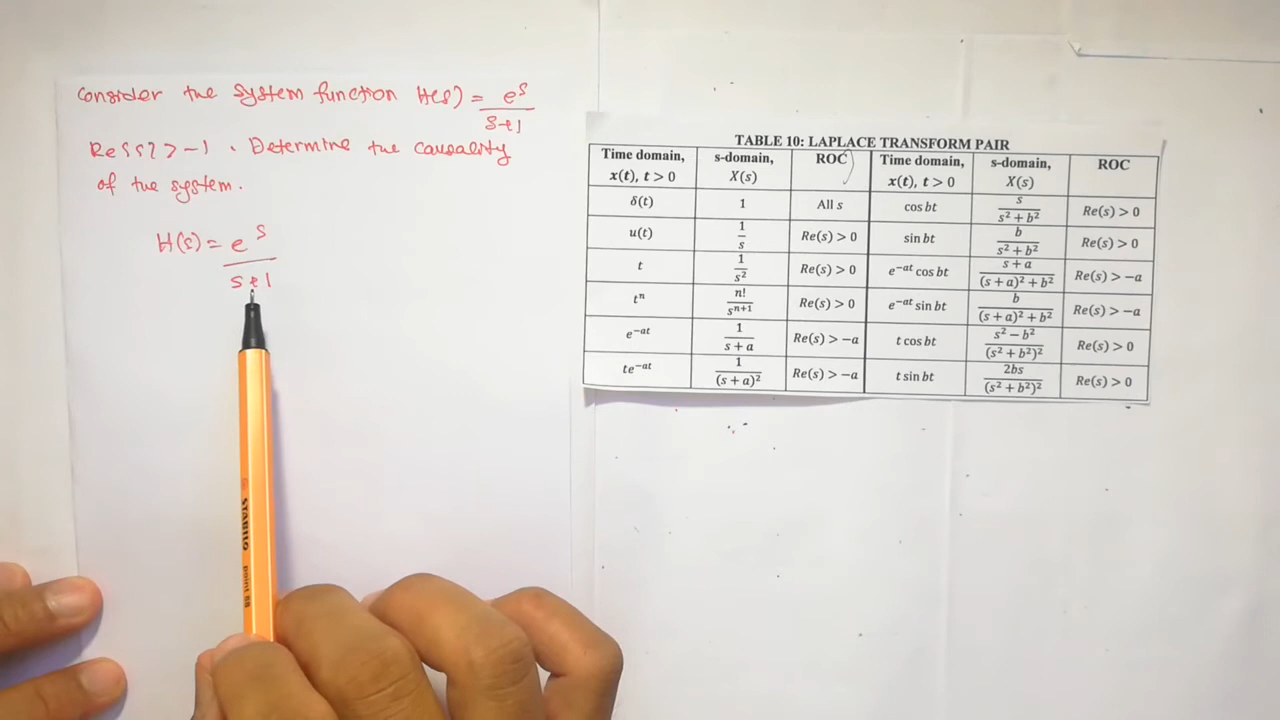 Consider the system function H(s) = e^s
s+1
Re{s} > -1 . Determine the causality
of the system.
H(s) = e^s
s+1
TABLE 10: LAPLACE TRANSFORM PAIR
Time domain, x(t), t > 0 s-domain, X(s) ROC Time domain, x(t), t > 0 s-domain, X(s) ROC
δ(t) 1 All s cos bt s/(s² + b²) Re(s) > 0
u(t) 1/s Re(s) > 0 sin bt b/(s² + b²) Re(s) > 0
t 1/s² Re(s) > 0 e^−at cos bt (s + a)/((s + a)² + b²) Re(s) > −a
t^n n!/s^n+1 Re(s) > 0 e^−at sin bt b/((s + a)² + b²) Re(s) > −a
e^−at 1/(s + a) Re(s) > −a t cos bt (s² − b²)/(s² + b²)² Re(s) > 0
te^−at 1/(s + a)² Re(s) > −a t sin bt 2bs/(s² + b²)² Re(s) > 0
STABILO point 88